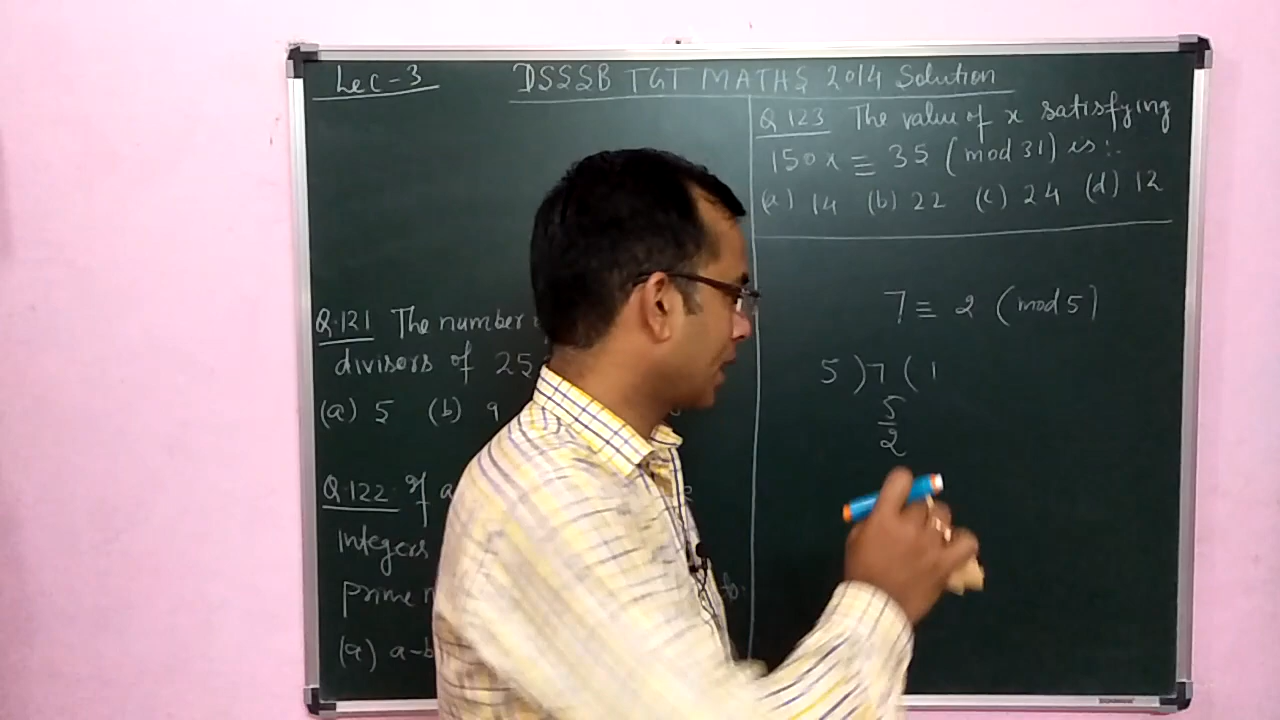 Lec-3
DSSSB TGT MATHS 2014 Solution
Q.121 The number
divisors of 25
(a) 5 (b) 9
Q.122 If a
Integers
prime
(a) a-b
to:
Q.123 The value of x satisfying
150x ≡ 35 (mod 31) is:-
(a) 14 (b) 22 (c) 24 (d) 12
7 ≡ 2 (mod 5)
5)7(1
5
2